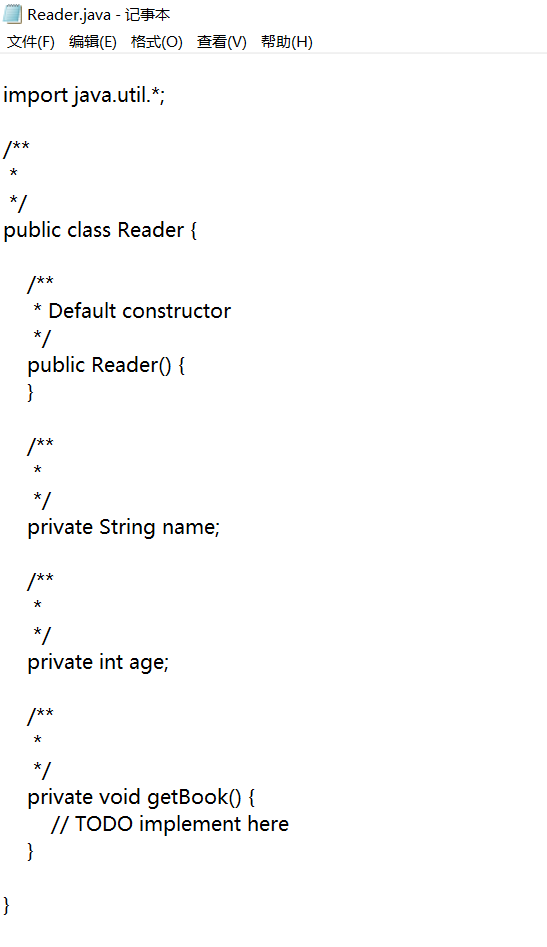 Reader.java - 记事本
文件(F) 编辑(E) 格式(O) 查看(V) 帮助(H)
import java.util.*;
/**
 *
 */
public class Reader {
    /**
     * Default constructor
     */
    public Reader() {
    }
    /**
     *
     */
    private String name;
    /**
     *
     */
    private int age;
    /**
     *
     */
    private void getBook() {
        // TODO implement here
    }
}